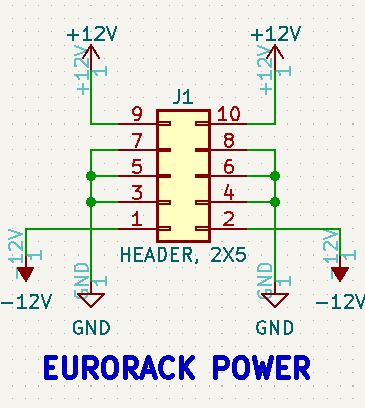 +12V +12V
+12V 1 +12V 1
J1
9 10
7 8
5 6
3 4
1 2
-12V 1 -12V 1
HEADER, 2X5
GND 1 GND 1
-12V -12V
GND GND
EURORACK POWER